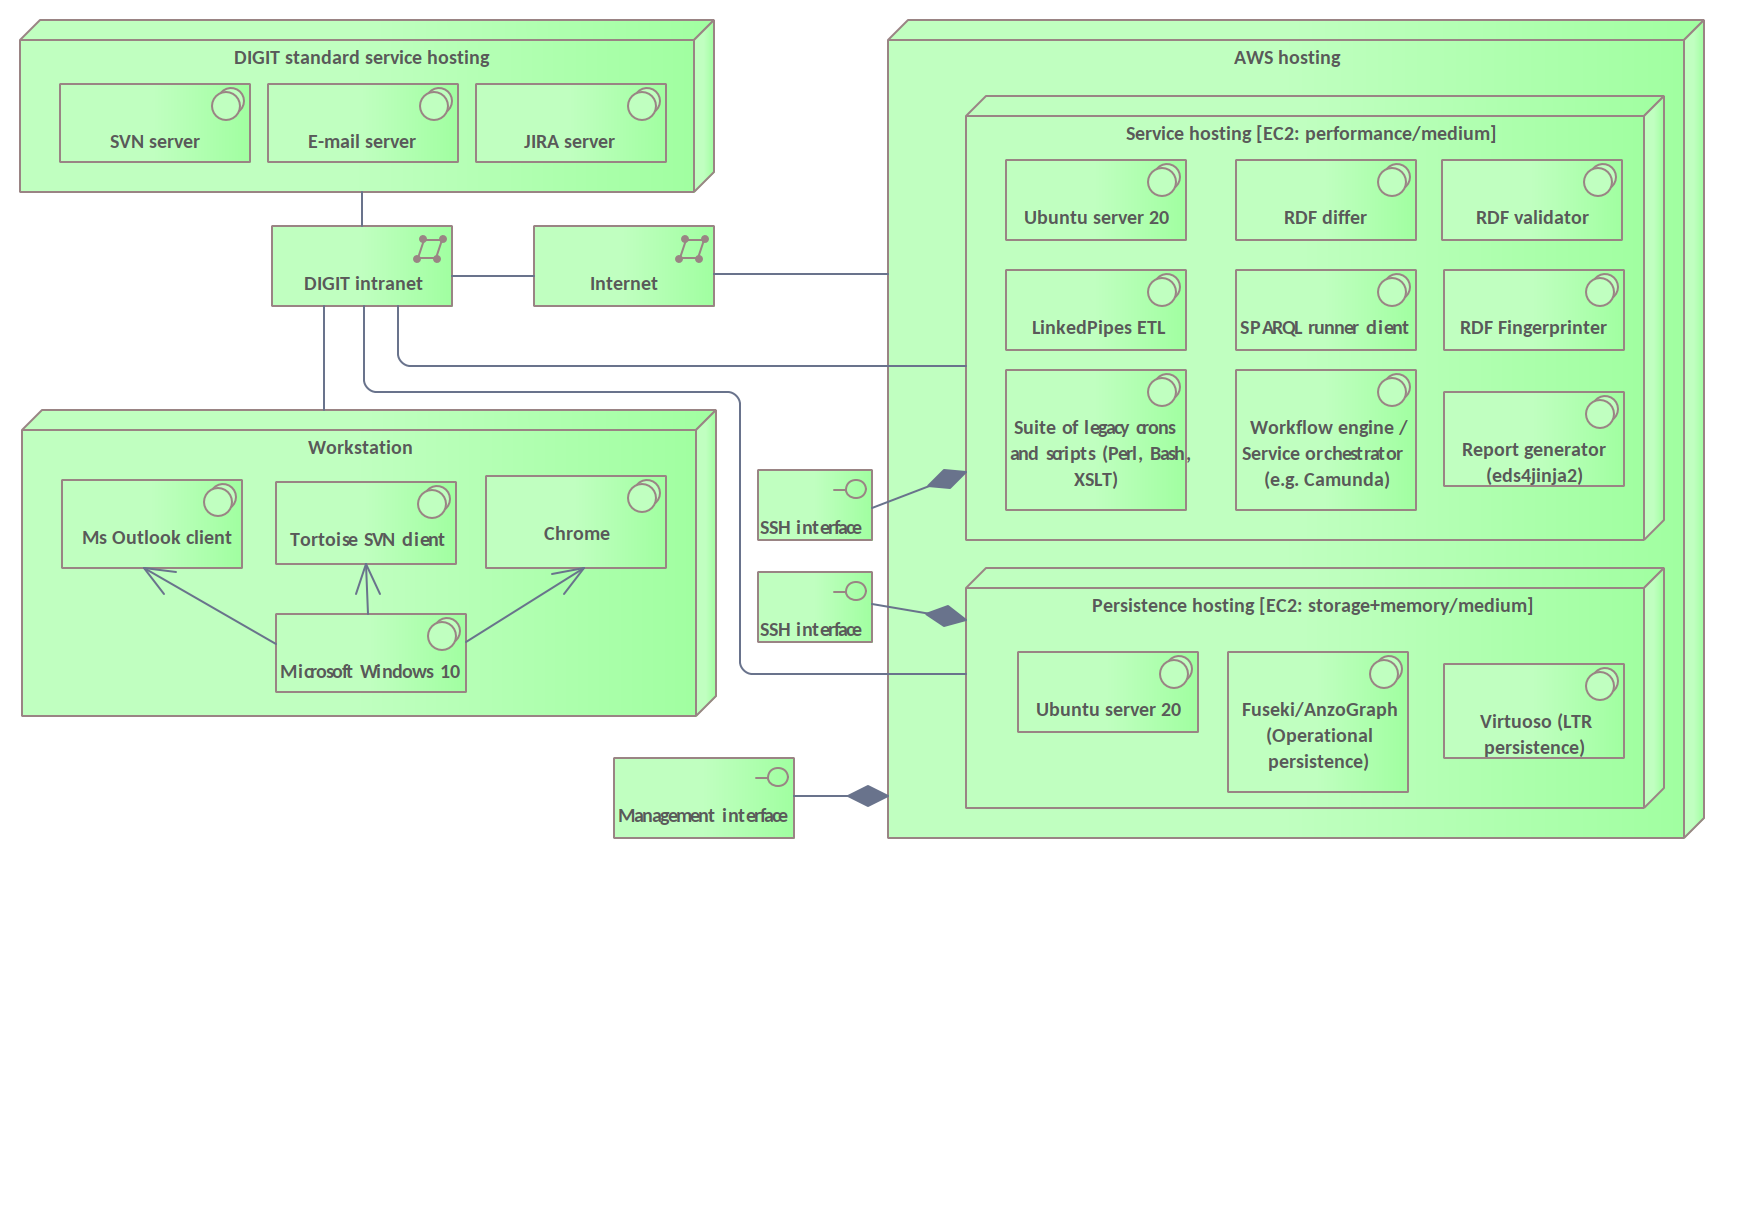 DIGIT standard service hosting
SVN server
E-mail server
JIRA server
DIGIT intranet
Internet
Workstation
Ms Outlook client
Tortoise SVN client
Chrome
Microsoft Windows 10
SSH interface
SSH interface
Management interface
AWS hosting
Service hosting [EC2: performance/medium]
Ubuntu server 20
RDF differ
RDF validator
LinkedPipes ETL
SPARQL runner client
RDF Fingerprinter
Suite of legacy crons
and scripts (Perl, Bash,
XSLT)
Workflow engine /
Service orchestrator
(e.g. Camunda)
Report generator
(eds4jinja2)
Persistence hosting [EC2: storage+memory/medium]
Ubuntu server 20
Fuseki/AnzoGraph
(Operational
persistence)
Virtuoso (LTR
persistence)